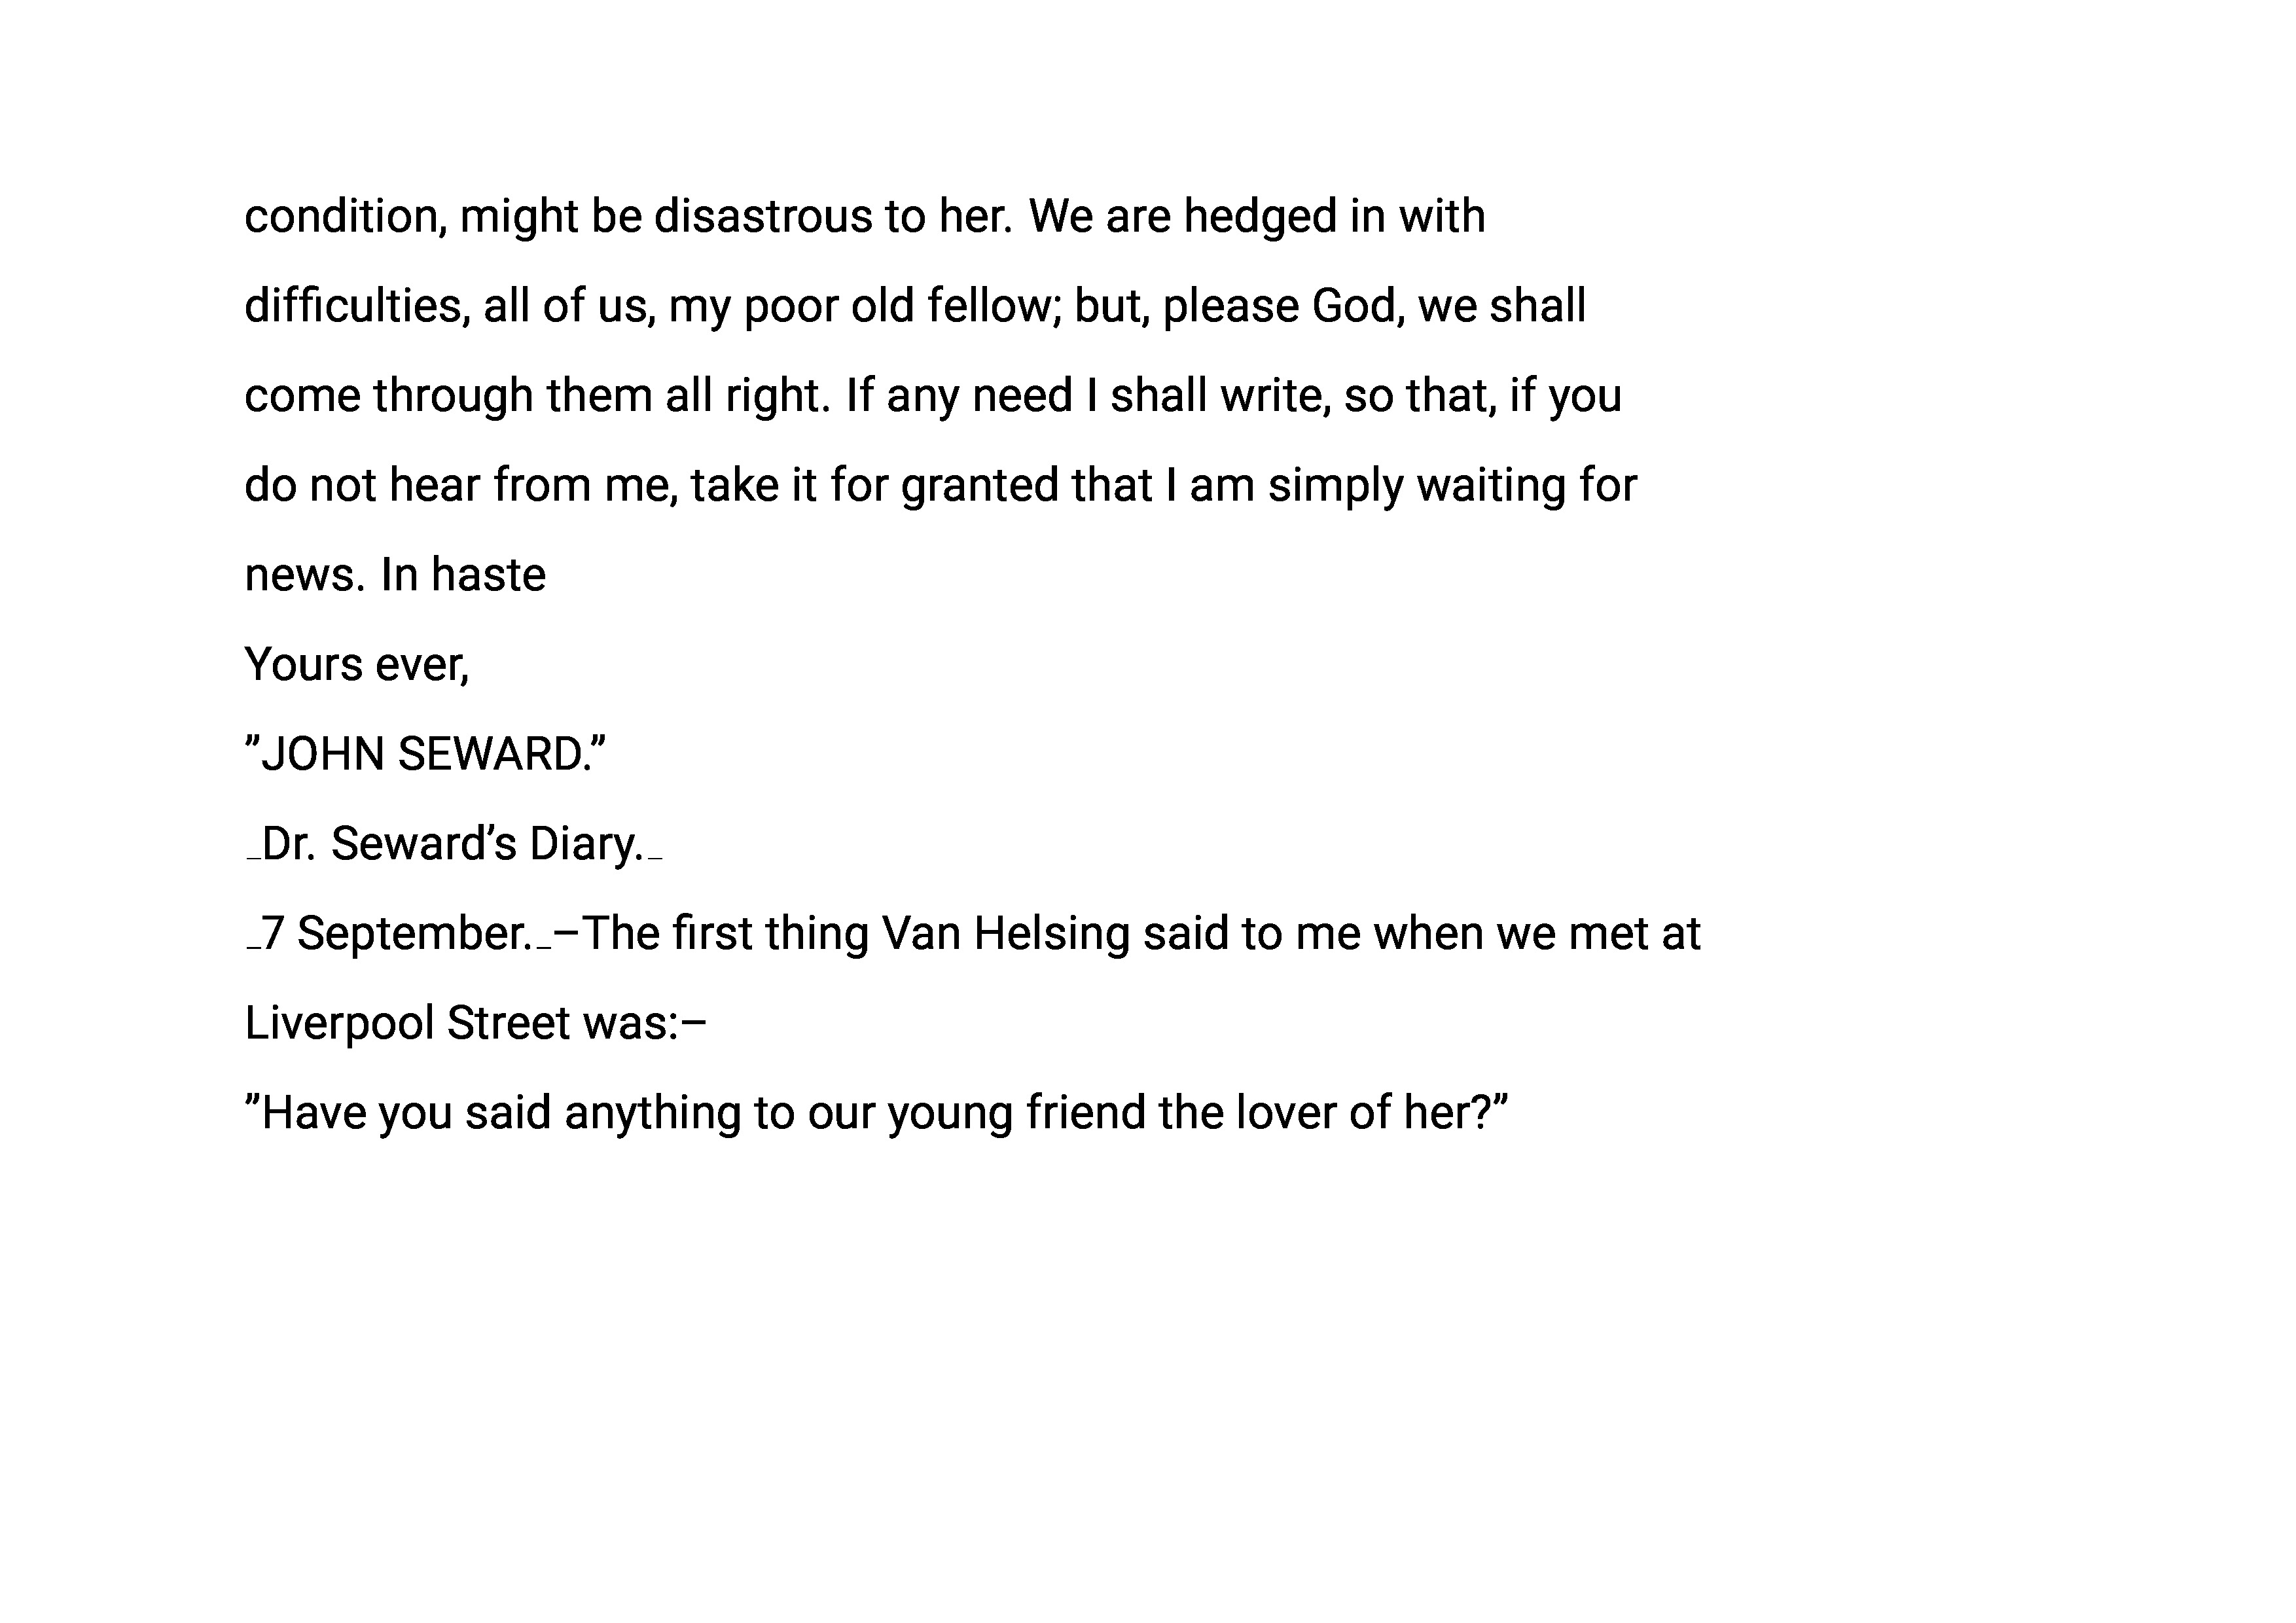 condition, might be disastrous to her. We are hedged in with
difficulties, all of us, my poor old fellow; but, please God, we shall
come through them all right. If any need I shall write, so that, if you
do not hear from me, take it for granted that I am simply waiting for
news. In haste
Yours ever,
”JOHN SEWARD.”
_Dr. Seward’s Diary._
_7 September._–The first thing Van Helsing said to me when we met at
Liverpool Street was:–
”Have you said anything to our young friend the lover of her?”